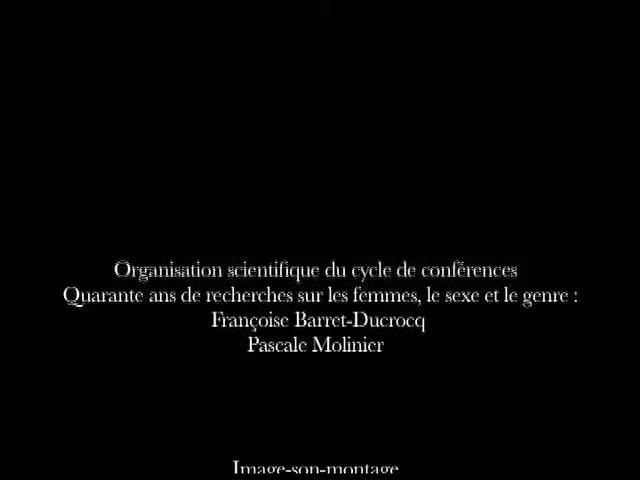 Organisation scientifique du cycle de conférences
Quarante ans de recherches sur les femmes, le sexe et le genre :
Françoise Barret-Ducrocq
Pascale Molinier
Image-son-montage